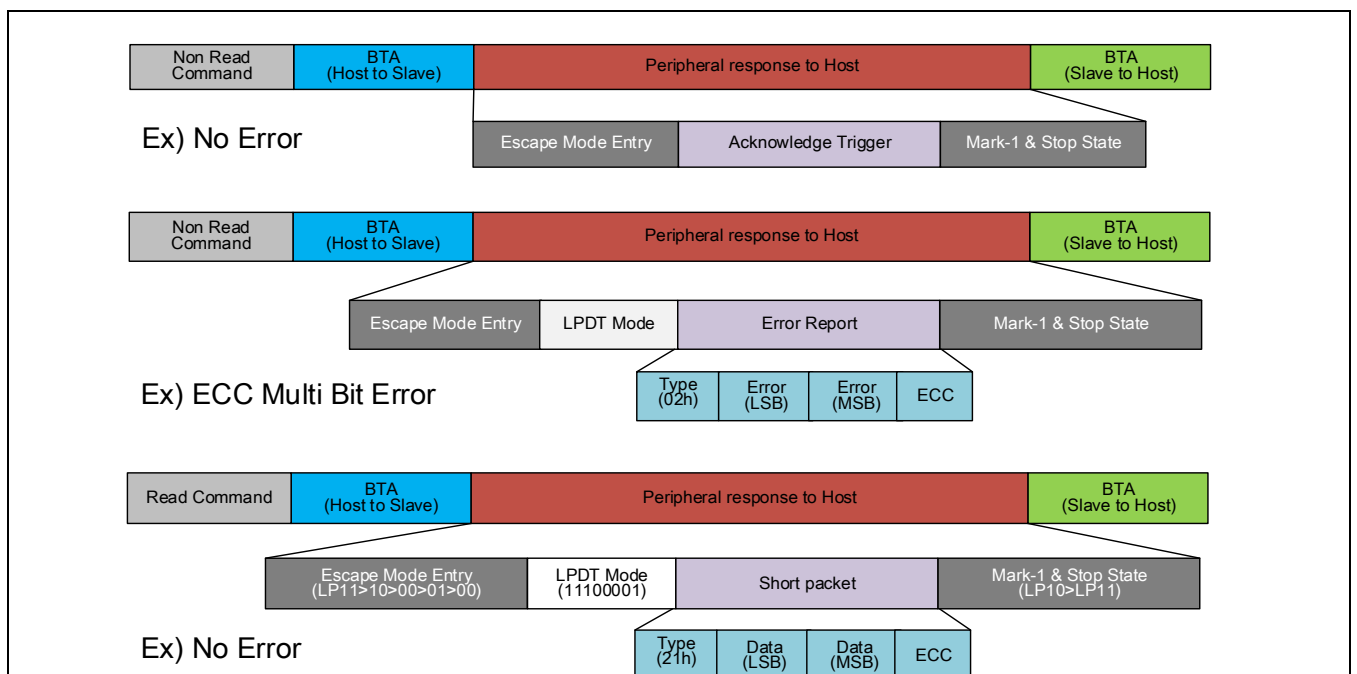 Non Read
Command
BTA
(Host to Slave)
Peripheral response to Host
BTA
(Slave to Host)
Ex) No Error
Escape Mode Entry
Acknowledge Trigger
Mark-1 & Stop State
Non Read
Command
BTA
(Host to Slave)
Peripheral response to Host
BTA
(Slave to Host)
Escape Mode Entry
LPDT Mode
Error Report
Mark-1 & Stop State
Ex) ECC Multi Bit Error
Type
(02h)
Error
(LSB)
Error
(MSB)
ECC
Read Command
BTA
(Host to Slave)
Peripheral response to Host
BTA
(Slave to Host)
Escape Mode Entry
(LP11>10>00>01>00)
LPDT Mode
(11100001)
Short packet
Mark-1 & Stop State
(LP10>LP11)
Ex) No Error
Type
(21h)
Data
(LSB)
Data
(MSB)
ECC